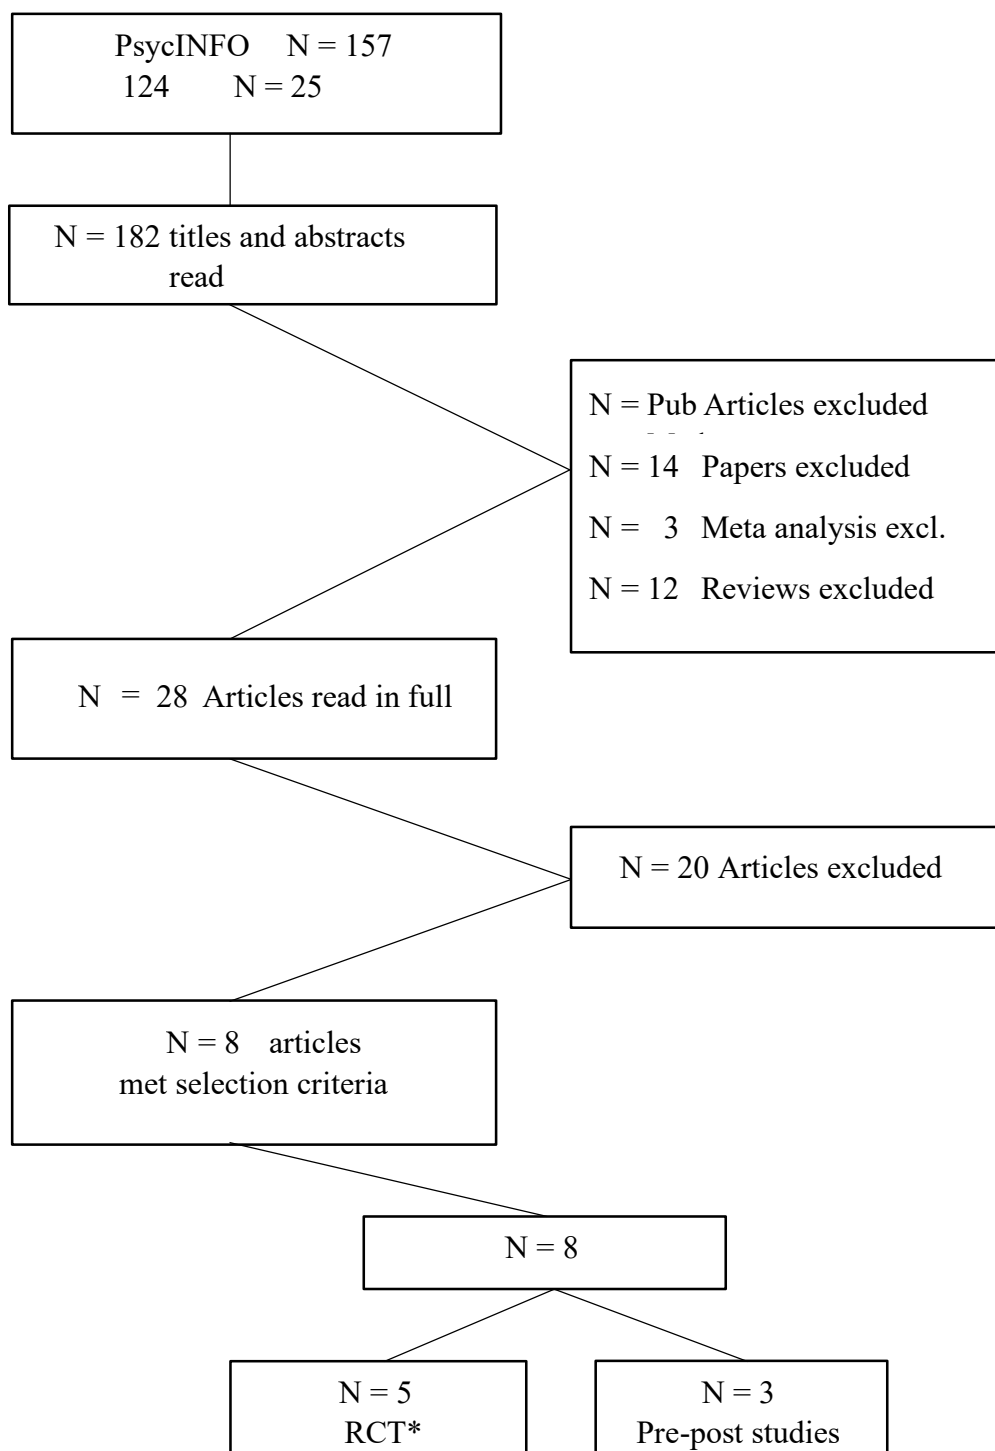 PsycINFO N = 157
124 N = 25
N = 182 titles and abstracts
read
N = Pub Articles excluded
N = 14 Papers excluded
N = 3 Meta analysis excl.
N = 12 Reviews excluded
N = 28 Articles read in full
N = 20 Articles excluded
N = 8 articles
met selection criteria
N = 8
N = 5
RCT*
N = 3
Pre-post studies